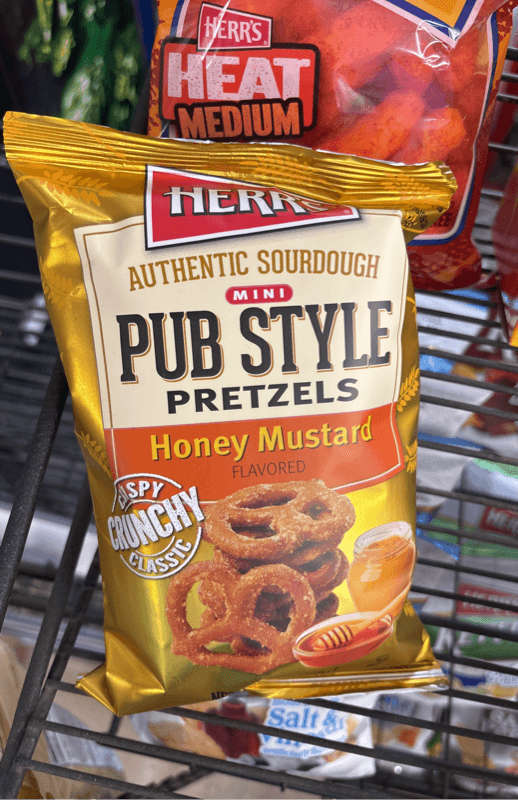 HERR'S
HEAT
MEDIUM
HERR'S
AUTHENTIC SOURDOUGH
MINI
PUB STYLE
PRETZELS
Honey Mustard
FLAVORED
CRISPY
CRUNCHY
CLASSIC
Salt &